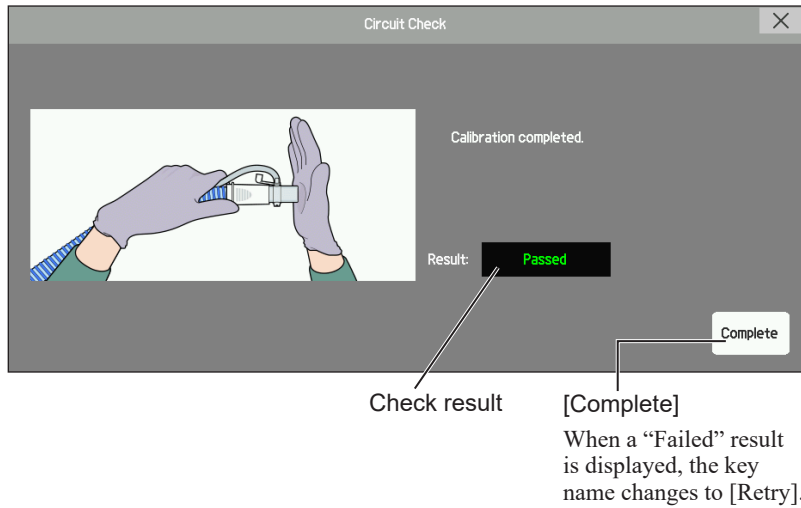 Circuit Check
Calibration completed.
Result:
Passed
Complete
Check result
[Complete]
When a “Failed” result
is displayed, the key
name changes to [Retry].